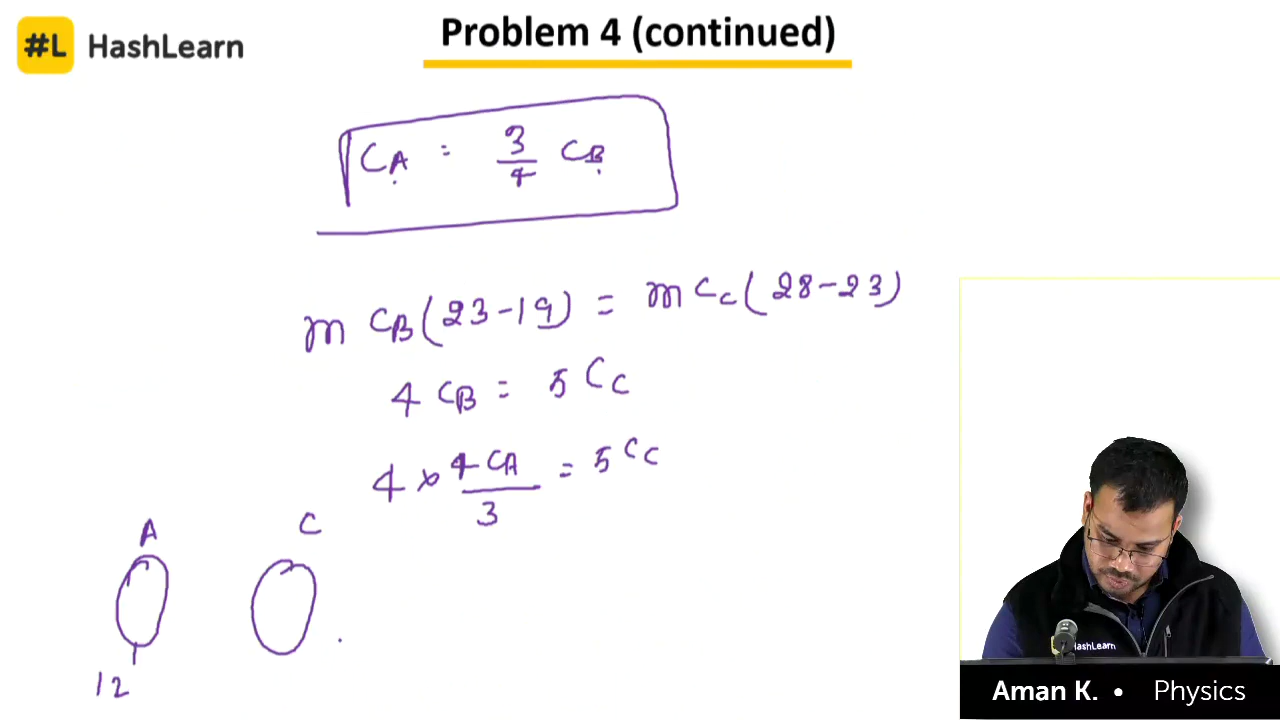 #L HashLearn
Problem 4 (continued)
CA = 3/4 CB
m CB (23-19) = m Cc (28-23)
4 CB = 5 Cc
4 × 4 CA / 3 = 5 Cc
A C
12
HashLearn
Aman K. • Physics